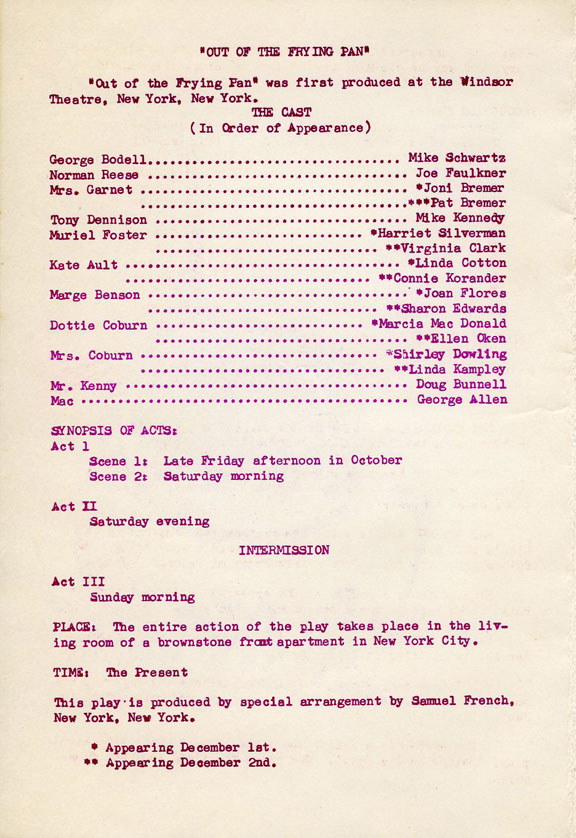 "OUT OF THE FRYING PAN"
"Out of the Frying Pan" was first produced at the Windsor
Theatre, New York, New York.
THE CAST
(In Order of Appearance)
George Bodell.................................. Mike Schwartz
Norman Reese ................................... Joe Faulkner
Mrs. Garnet .................................... *Joni Bremer
....................................***Pat Bremer
Tony Dennison .................................. Mike Kennedy
Muriel Foster ............................ *Harriet Silverman
..............................**Virginia Clark
Kate Ault .....................................*Linda Cotton
................................. **Connie Korander
Marge Benson ................................... *Joan Flores
............................... **Sharon Edwards
Dottie Coburn ............................ *Marcia Mac Donald
.................................. **Ellen Oken
Mrs. Coburn ................................ *Shirley Dowling
................................ **Linda Kampley
Mr. Kenny ...................................... Doug Bunnell
Mac ............................................ George Allen
SYNOPSIS OF ACTS:
Act 1
Scene 1: Late Friday afternoon in October
Scene 2: Saturday morning
Act II
Saturday evening
INTERMISSION
Act III
Sunday morning
PLACE: The entire action of the play takes place in the liv-
ing room of a brownstone front apartment in New York City.
TIME: The Present
This play is produced by special arrangement by Samuel French,
New York, New York.
* Appearing December 1st.
** Appearing December 2nd.